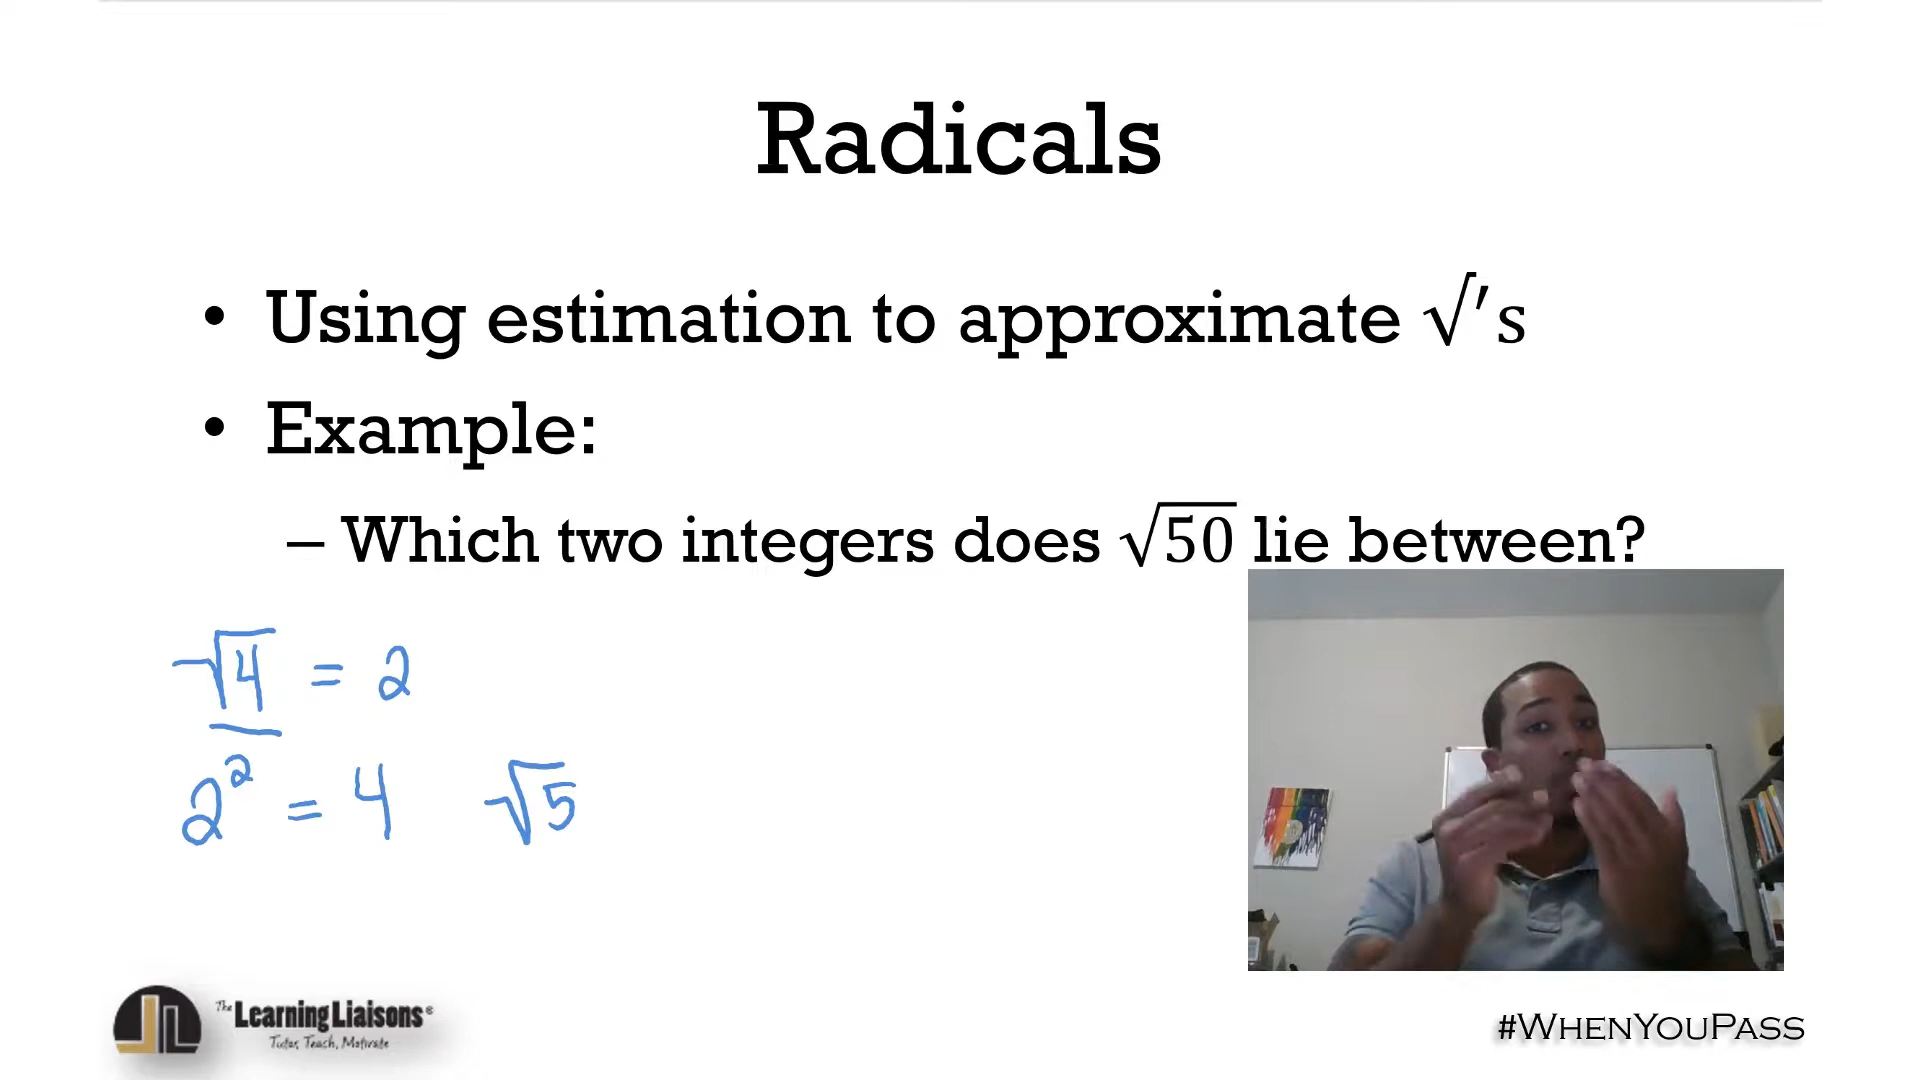 Radicals
• Using estimation to approximate √′s
• Example:
– Which two integers does √50 lie between?
√4 = 2
2² = 4 √5
The Learning Liaisons®
Tutor, Teach, Motivate
#WHENYOUPASS